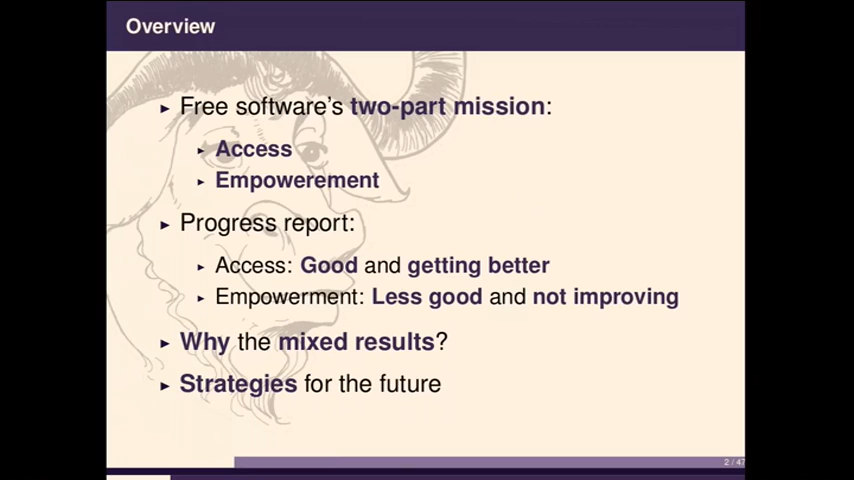 Overview
Free software's two-part mission:
Access
Empowerement
Progress report:
Access: Good and getting better
Empowerment: Less good and not improving
Why the mixed results?
Strategies for the future
2 / 47